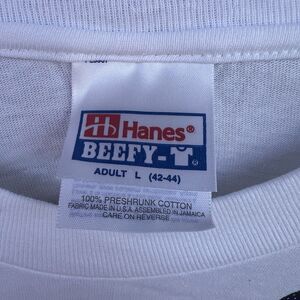 Hanes®
BEEFY-T®
ADULT L (42-44)
100% PRESHRUNK COTTON
FABRIC MADE IN U.S.A. ASSEMBLED IN JAMAICA
CARE ON REVERSE